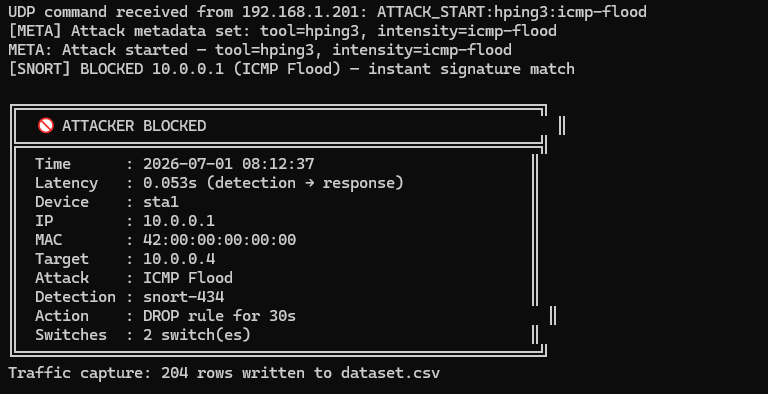 UDP command received from 192.168.1.201: ATTACK_START:hping3:icmp-flood
[META] Attack metadata set: tool=hping3, intensity=icmp-flood
META: Attack started — tool=hping3, intensity=icmp-flood
[SNORT] BLOCKED 10.0.0.1 (ICMP Flood) — instant signature match
🚫 ATTACKER BLOCKED
Time : 2026-07-01 08:12:37
Latency : 0.053s (detection → response)
Device : sta1
IP : 10.0.0.1
MAC : 42:00:00:00:00:00
Target : 10.0.0.4
Attack : ICMP Flood
Detection : snort-434
Action : DROP rule for 30s
Switches : 2 switch(es)
Traffic capture: 204 rows written to dataset.csv